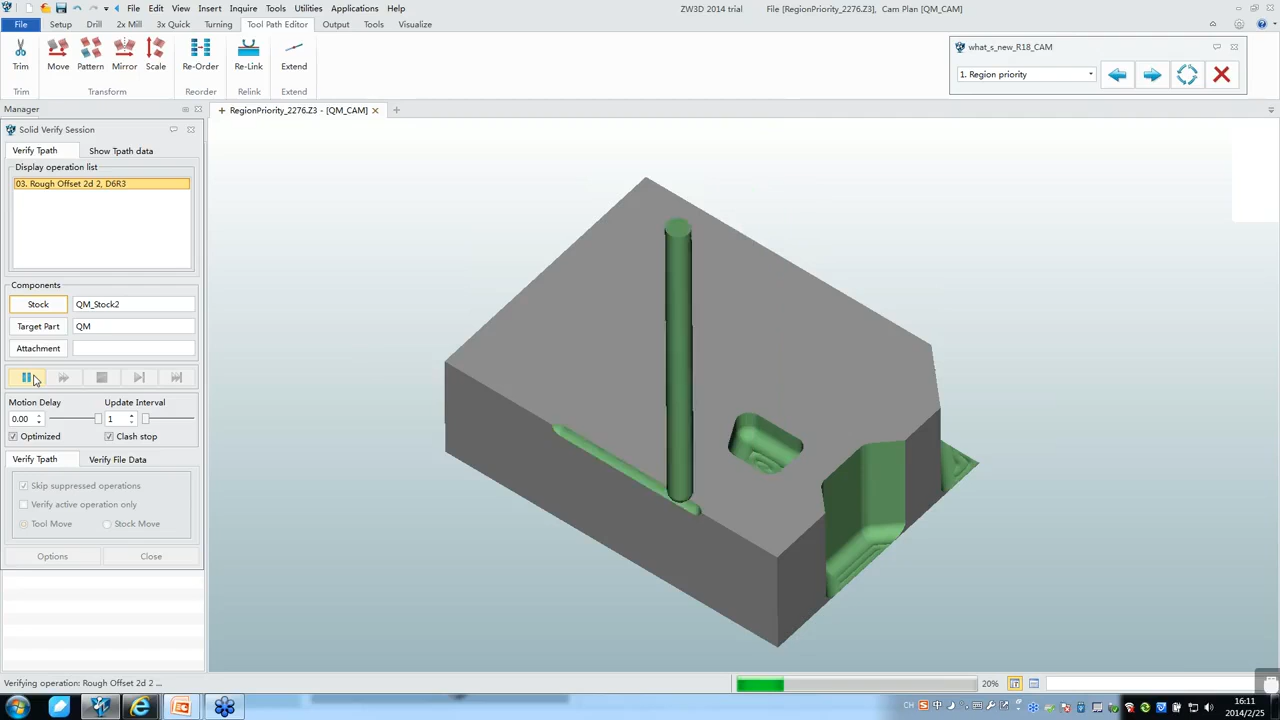 File Edit View Insert Inquire Tools Utilities Applications Help
ZW3D 2014 trial
File [RegionPriority_2276.Z3], Cam Plan [QM_CAM]
File Setup Drill 2x Mill 3x Quick Turning Tool Path Editor Output Tools Visualize
Trim Move Pattern Mirror Scale Re-Order Re-Link Extend
Trim Transform Reorder Relink Extend
what_s_new_R18_CAM
1. Region priority
Manager
RegionPriority_2276.Z3 - [QM_CAM]
Solid Verify Session
Verify Tpath Show Tpath data
Display operation list
03. Rough Offset 2d 2, D6R3
Components
Stock QM_Stock2
Target Part QM
Attachment
Motion Delay Update Interval
0.00 1
Optimized Clash stop
Verify Tpath Verify File Data
Skip suppressed operations
Verify active operation only
Tool Move Stock Move
Options Close
Verifying operation: Rough Offset 2d 2 ...
20%
CH
16:11
2014/2/25